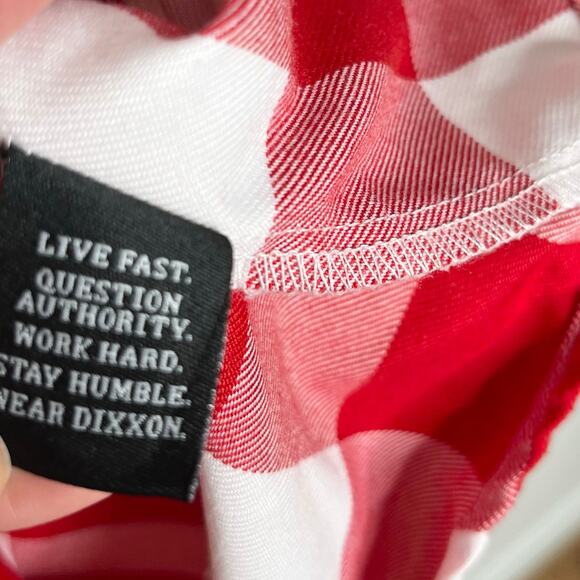 LIVE FAST.
QUESTION
AUTHORITY.
WORK HARD.
STAY HUMBLE.
WEAR DIXXON.